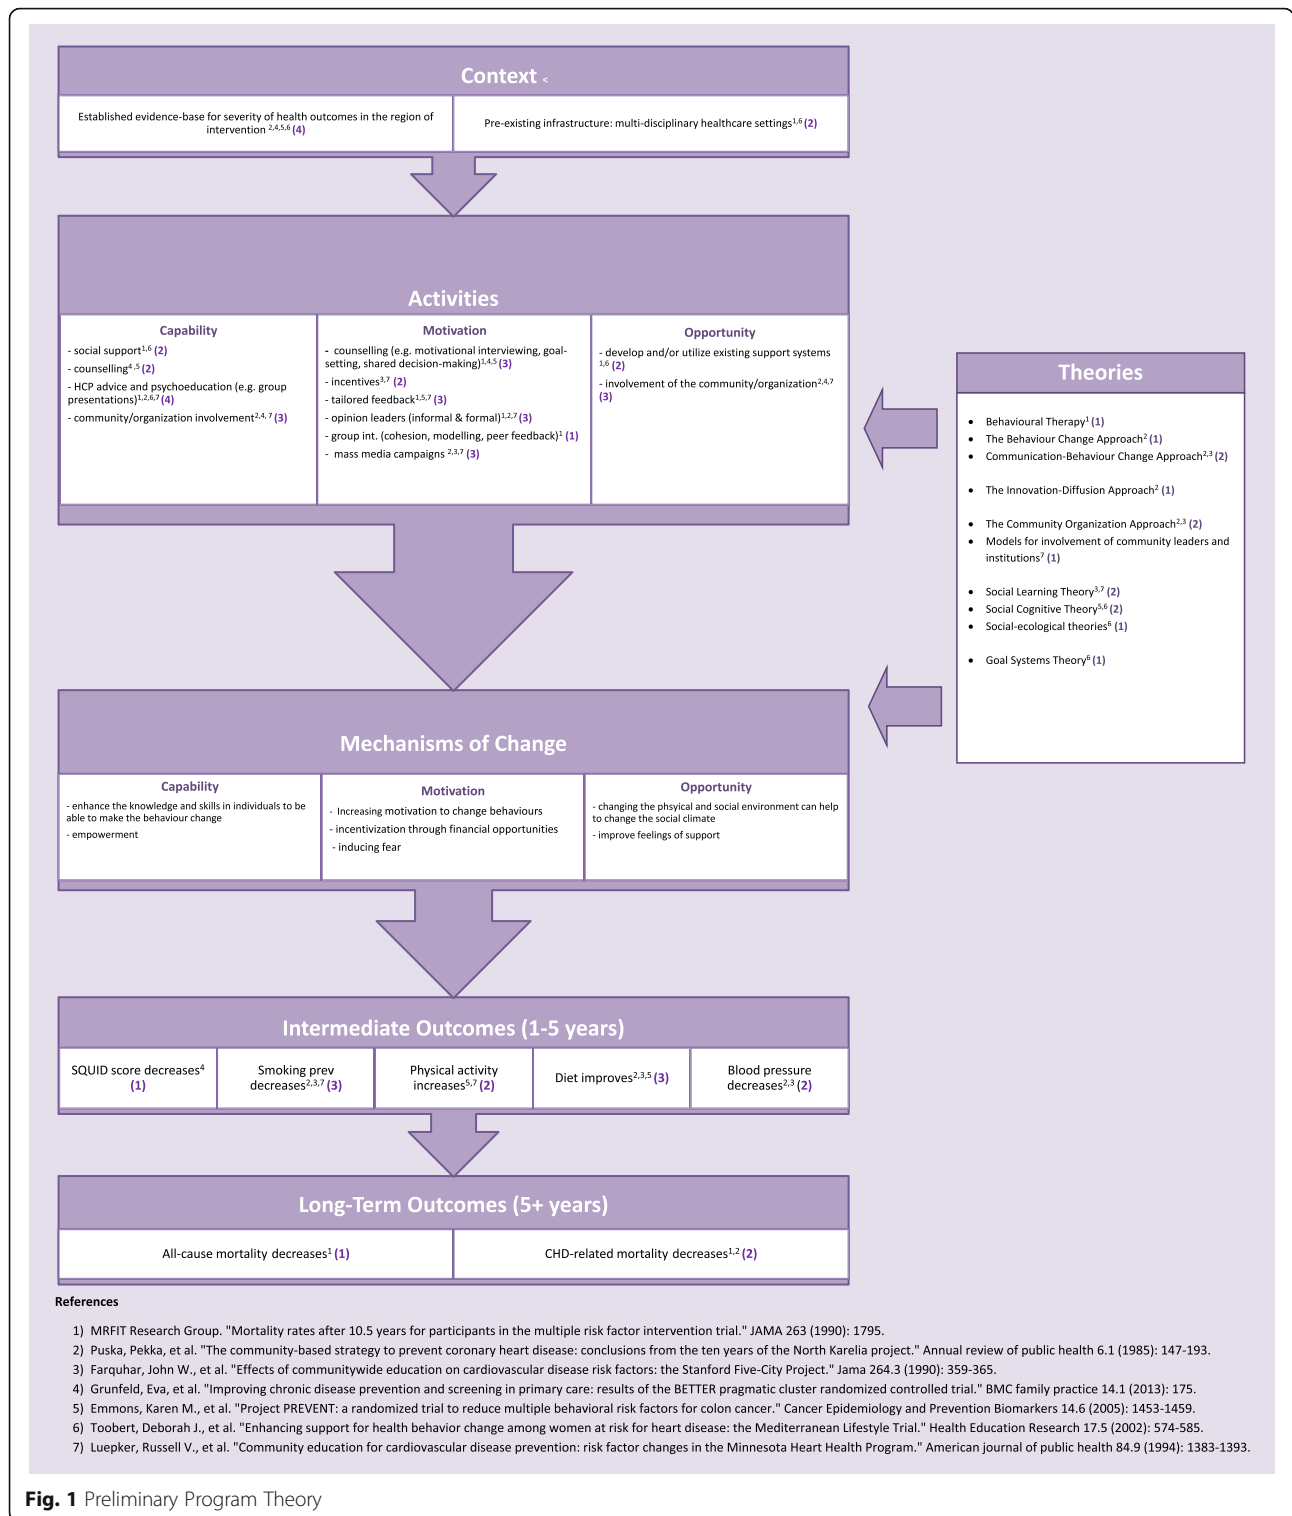 Context <
Established evidence-base for severity of health outcomes in the region of
intervention 2,4,5,6 (4)
Pre-existing infrastructure: multi-disciplinary healthcare settings1,6 (2)
Activities
Capability
- social support1,6 (2)
- counselling4,5 (2)
- HCP advice and psychoeducation (e.g. group
presentations)1,2,6,7 (4)
- community/organization involvement2,4, 7 (3)
Motivation
- counselling (e.g. motivational interviewing, goal-
setting, shared decision-making)1,4,5 (3)
- incentives3,7 (2)
- tailored feedback1,5,7 (3)
- opinion leaders (informal & formal)1,2,7 (3)
- group int. (cohesion, modelling, peer feedback)1 (1)
- mass media campaigns 2,3,7 (3)
Opportunity
- develop and/or utilize existing support systems
1,6 (2)
- involvement of the community/organization2,4,7
(3)
Theories
• Behavioural Therapy1 (1)
• The Behaviour Change Approach2 (1)
• Communication-Behaviour Change Approach2,3 (2)
• The Innovation-Diffusion Approach2 (1)
• The Community Organization Approach2,3 (2)
• Models for involvement of community leaders and
institutions7 (1)
• Social Learning Theory3,7 (2)
• Social Cognitive Theory5,6 (2)
• Social-ecological theories6 (1)
• Goal Systems Theory6 (1)
Mechanisms of Change
Capability
- enhance the knowledge and skills in individuals to be
able to make the behaviour change
- empowerment
Motivation
- Increasing motivation to change behaviours
- incentivization through financial opportunities
- inducing fear
Opportunity
- changing the phsyical and social environment can help
to change the social climate
- improve feelings of support
Intermediate Outcomes (1-5 years)
SQUID score decreases4
(1)
Smoking prev
decreases2,3,7 (3)
Physical activity
increases5,7 (2)
Diet improves2,3,5 (3)
Blood pressure
decreases2,3 (2)
Long-Term Outcomes (5+ years)
All-cause mortality decreases1 (1)
CHD-related mortality decreases1,2 (2)
References
1) MRFIT Research Group. "Mortality rates after 10.5 years for participants in the multiple risk factor intervention trial." JAMA 263 (1990): 1795.
2) Puska, Pekka, et al. "The community-based strategy to prevent coronary heart disease: conclusions from the ten years of the North Karelia project." Annual review of public health 6.1 (1985): 147-193.
3) Farquhar, John W., et al. "Effects of communitywide education on cardiovascular disease risk factors: the Stanford Five-City Project." Jama 264.3 (1990): 359-365.
4) Grunfeld, Eva, et al. "Improving chronic disease prevention and screening in primary care: results of the BETTER pragmatic cluster randomized controlled trial." BMC family practice 14.1 (2013): 175.
5) Emmons, Karen M., et al. "Project PREVENT: a randomized trial to reduce multiple behavioral risk factors for colon cancer." Cancer Epidemiology and Prevention Biomarkers 14.6 (2005): 1453-1459.
6) Toobert, Deborah J., et al. "Enhancing support for health behavior change among women at risk for heart disease: the Mediterranean Lifestyle Trial." Health Education Research 17.5 (2002): 574-585.
7) Luepker, Russell V., et al. "Community education for cardiovascular disease prevention: risk factor changes in the Minnesota Heart Health Program." American journal of public health 84.9 (1994): 1383-1393.
Fig. 1 Preliminary Program Theory